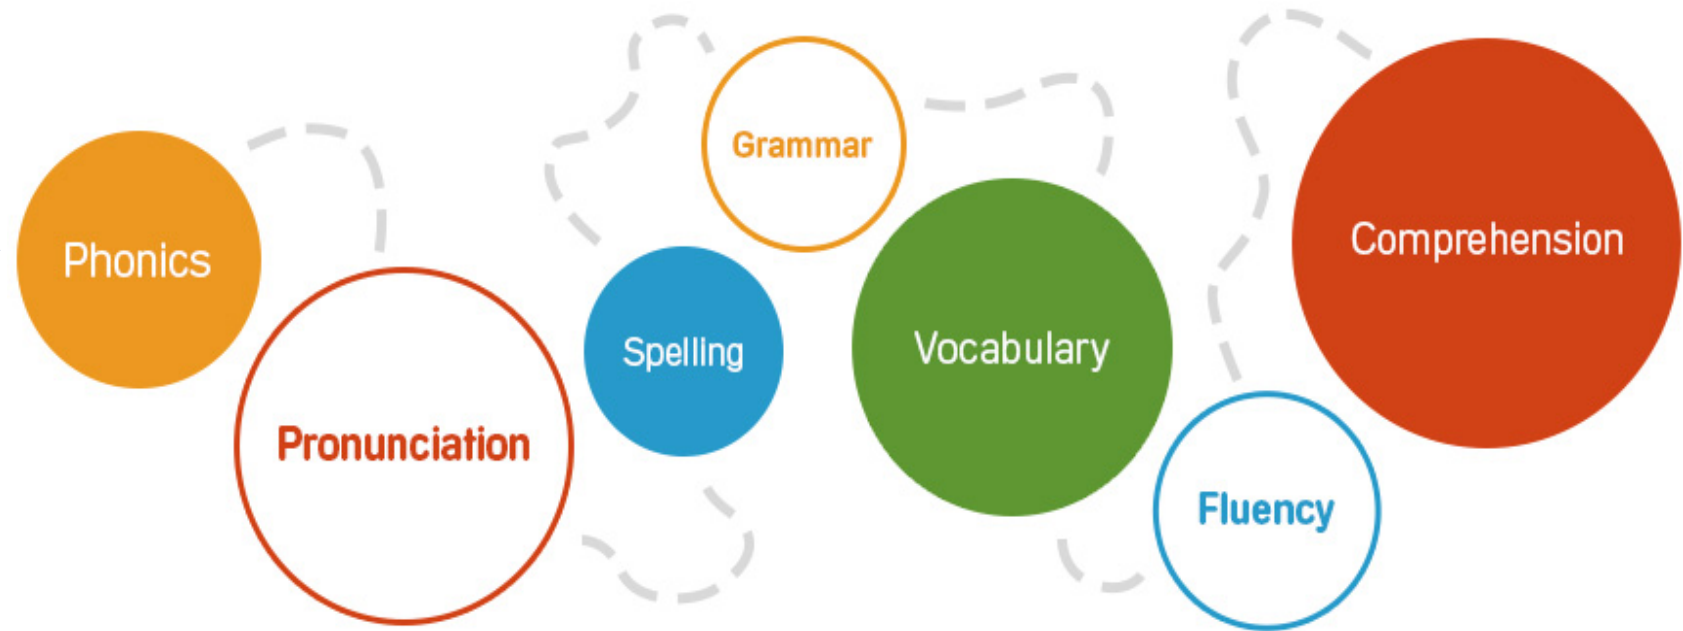 Phonics
Pronunciation
Spelling
Grammar
Vocabulary
Fluency
Comprehension